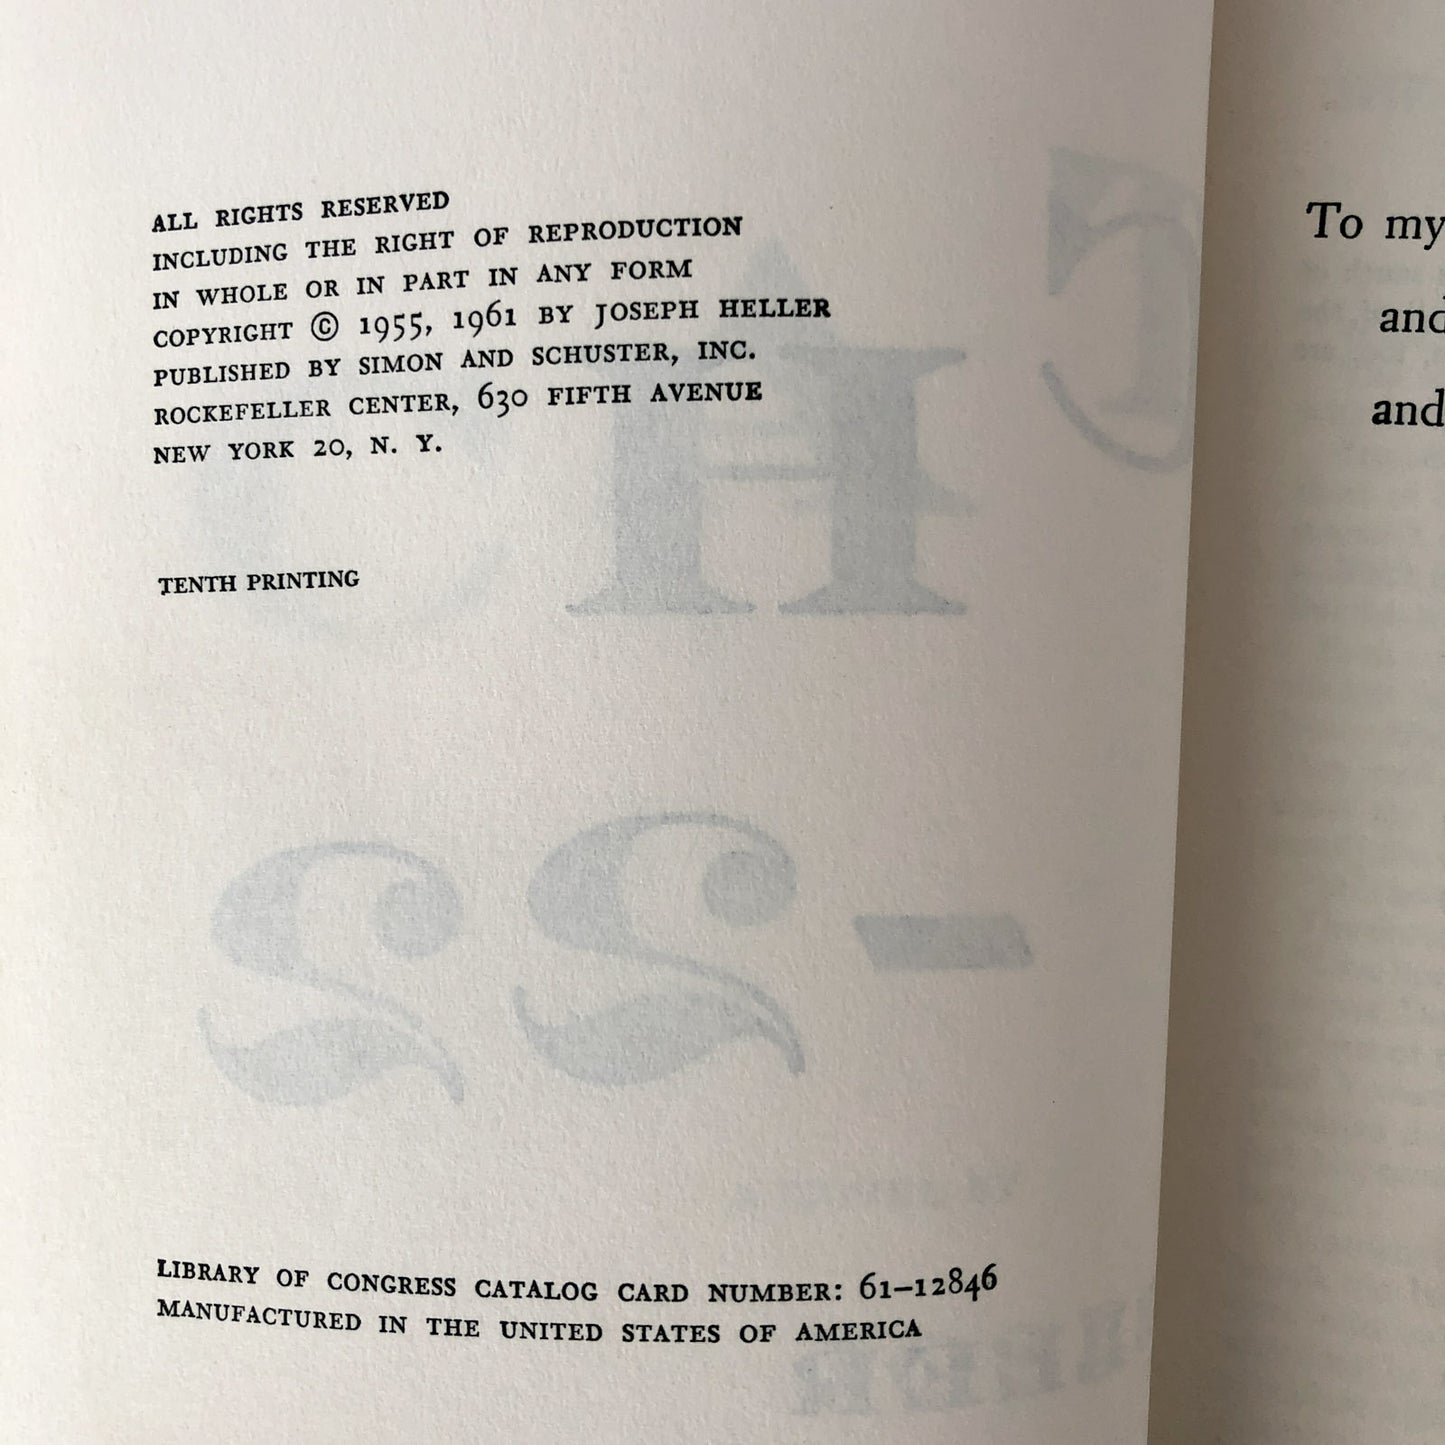 ALL RIGHTS RESERVED
INCLUDING THE RIGHT OF REPRODUCTION
IN WHOLE OR IN PART IN ANY FORM
COPYRIGHT © 1955, 1961 BY JOSEPH HELLER
PUBLISHED BY SIMON AND SCHUSTER, INC.
ROCKEFELLER CENTER, 630 FIFTH AVENUE
NEW YORK 20, N. Y.
TENTH PRINTING
LIBRARY OF CONGRESS CATALOG CARD NUMBER: 61–12846
MANUFACTURED IN THE UNITED STATES OF AMERICA
To my
and
and